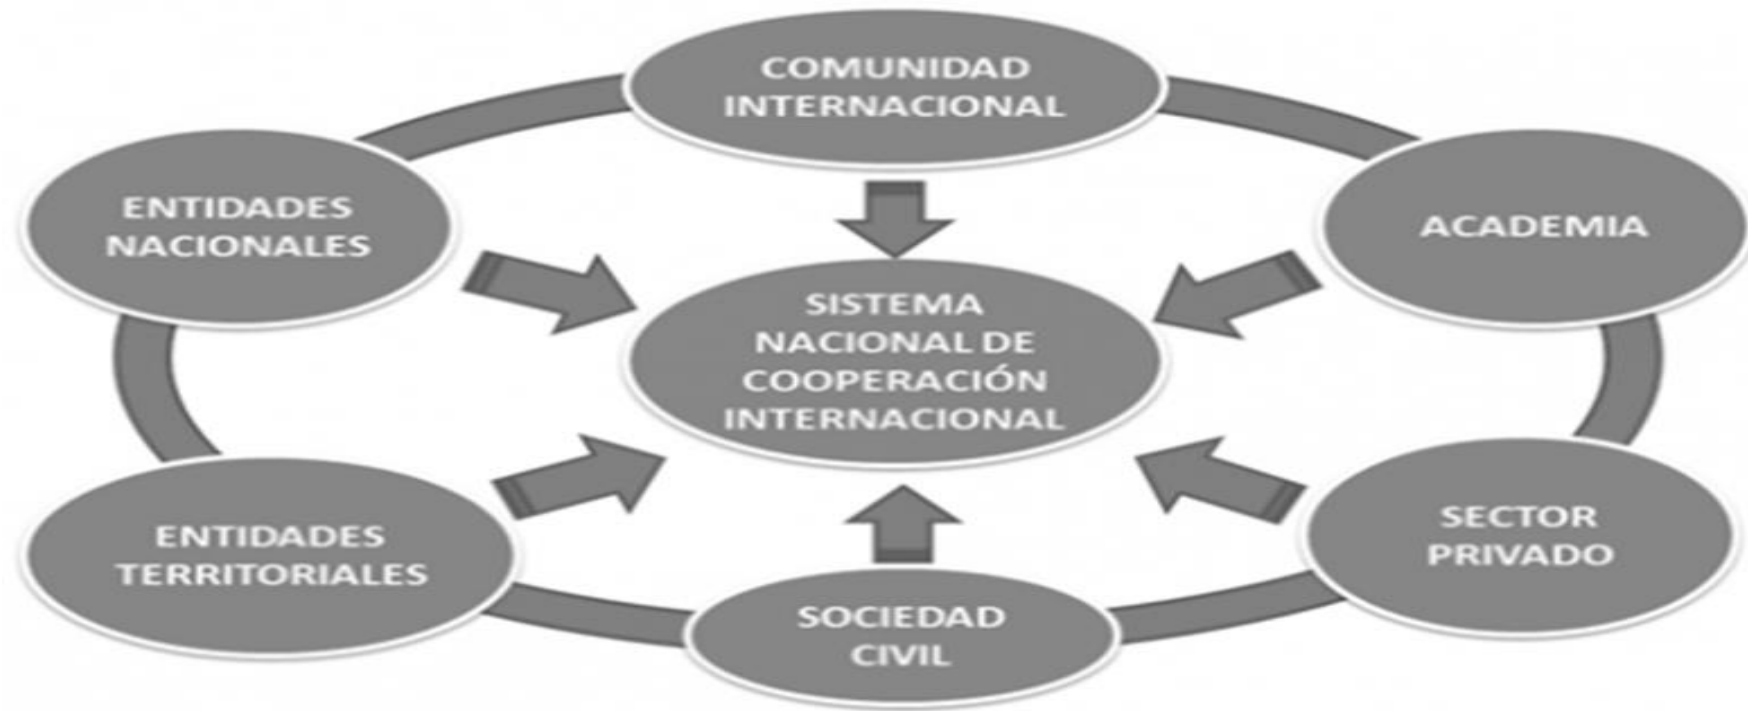 COMUNIDAD
INTERNACIONAL
ENTIDADES
NACIONALES
ACADEMIA
SISTEMA
NACIONAL DE
COOPERACIÓN
INTERNACIONAL
ENTIDADES
TERRITORIALES
SECTOR
PRIVADO
SOCIEDAD
CIVIL